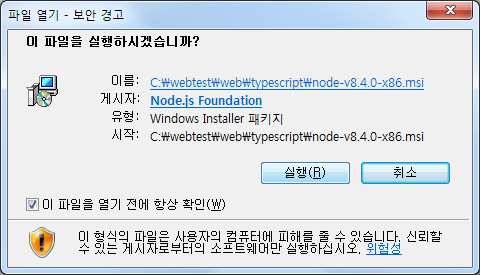 파일 열기 - 보안 경고
이 파일을 실행하시겠습니까?
이름: C:₩webtest₩web₩typescript₩node-v8.4.0-x86.msi
게시자: Node.js Foundation
유형: Windows Installer 패키지
시작: C:₩webtest₩web₩typescript₩node-v8.4.0-x86.msi
실행(R) 취소
이 파일을 열기 전에 항상 확인(W)
이 형식의 파일은 사용자의 컴퓨터에 피해를 줄 수 있습니다. 신뢰할
수 있는 게시자로부터의 소프트웨어만 실행하십시오. 위험성